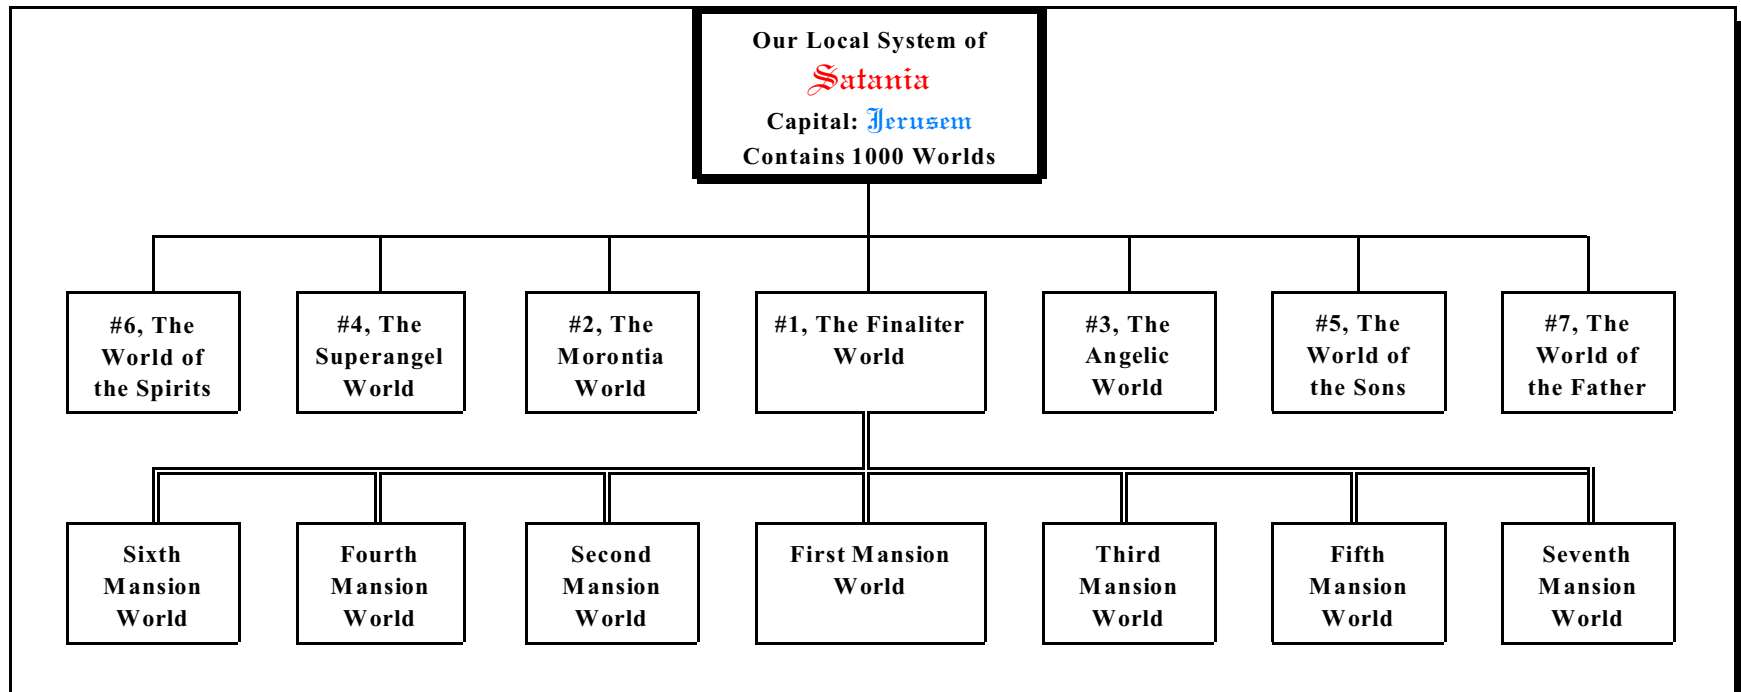 Our Local System of
Satania
Capital: Jerusem
Contains 1000 Worlds
#6, The
World of
the Spirits
#4, The
Superangel
World
#2, The
Morontia
World
#1, The Finaliter
World
#3, The
Angelic
World
#5, The
World of
the Sons
#7, The
World of
the Father
Sixth
Mansion
World
Fourth
Mansion
World
Second
Mansion
World
First Mansion
World
Third
Mansion
World
Fifth
Mansion
World
Seventh
Mansion
World